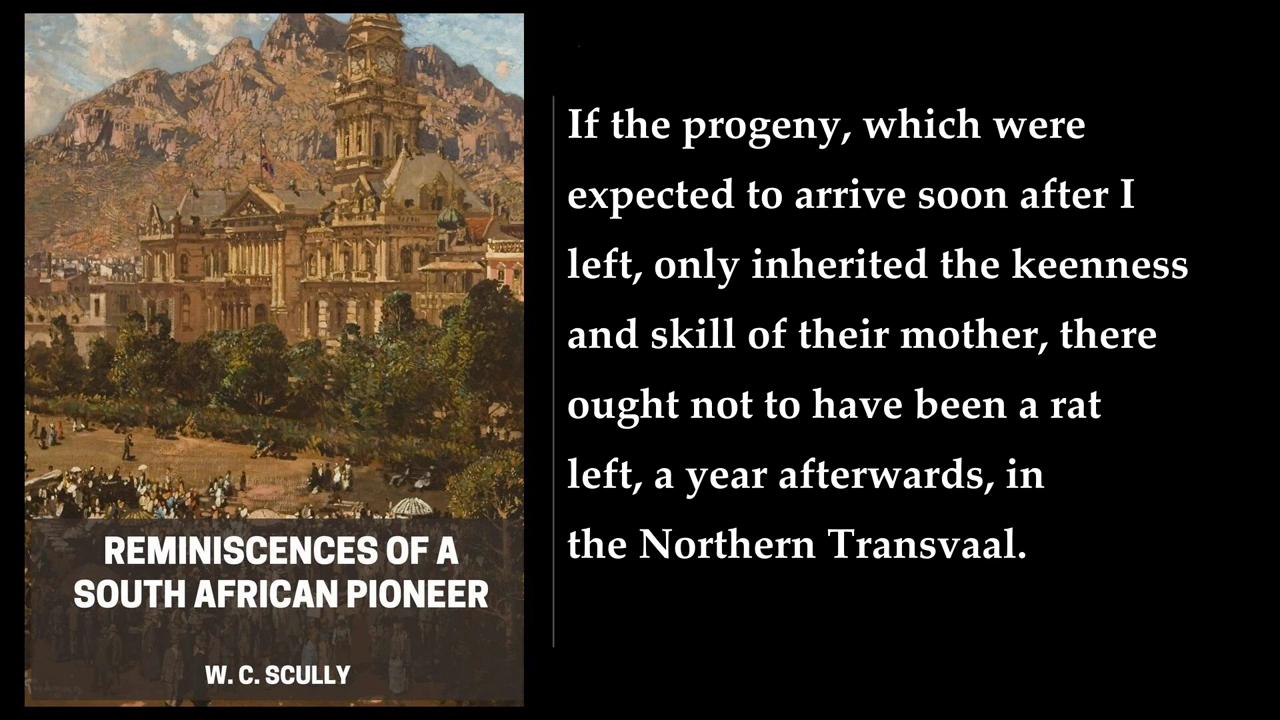 REMINISCENCES OF A
SOUTH AFRICAN PIONEER
W. C. SCULLY
If the progeny, which were
expected to arrive soon after I
left, only inherited the keenness
and skill of their mother, there
ought not to have been a rat
left, a year afterwards, in
the Northern Transvaal.